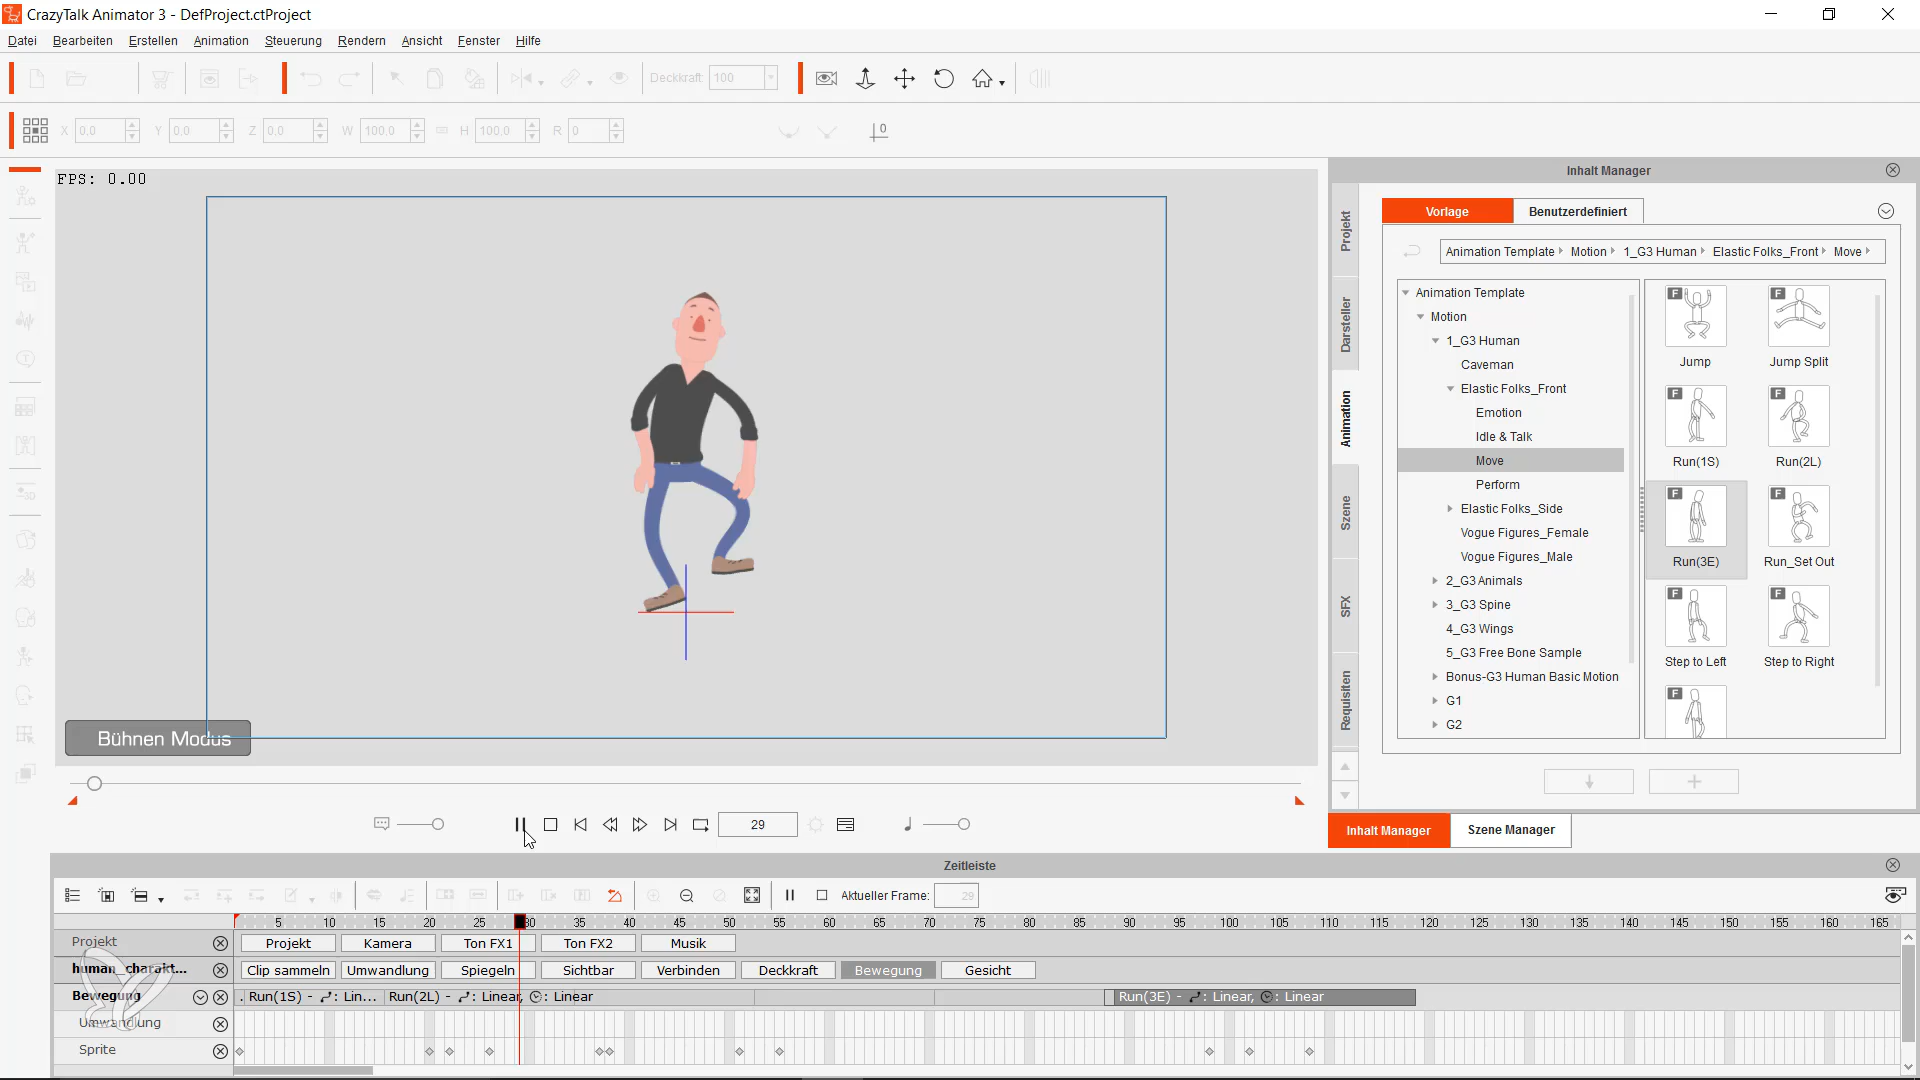 CrazyTalk Animator 3 - DefProject.ctProject
Datei Bearbeiten Erstellen Animation Steuerung Rendern Ansicht Fenster Hilfe
Deckkraft: 100
X 0.0 Y 0.0 Z 0.0 W 100.0 H 100.0 R 0 0
FPS: 0.00
Bühnen Modus
29
Inhalt Manager
Projekt
Darsteller
Animation
Szene
SFX
Requisiten
Vorlage Benutzerdefiniert
Animation Template Motion 1_G3 Human Elastic Folks_Front Move
Animation Template
Motion
1_G3 Human
Caveman
Elastic Folks_Front
Emotion
Idle & Talk
Move
Perform
Elastic Folks_Side
Vogue Figures_Female
Vogue Figures_Male
2_G3 Animals
3_G3 Spine
4_G3 Wings
5_G3 Free Bone Sample
Bonus-G3 Human Basic Motion
G1
G2
F F
Jump Jump Split
F F
Run(1S) Run(2L)
F F
Run(3E) Run_Set Out
F F
Step to Left Step to Right
F
Inhalt Manager Szene Manager
Zeitleiste
Aktueller Frame: 29
5 10 15 20 25 30 35 40 45 50 55 60 65 70 75 80 85 90 95 100 105 110 115 120 125 130 135 140 145 150 155 160 165
Projekt Projekt Kamera Ton FX1 Ton FX2 Musik
human_charakt... Clip sammeln Umwandlung Spiegeln Sichtbar Verbinden Deckkraft Bewegung Gesicht
Bewegung . Run(1S) - : Lin... Run(2L) - : Linear, : Linear Run(3E) - : Linear, : Linear
Umwandlung
Sprite